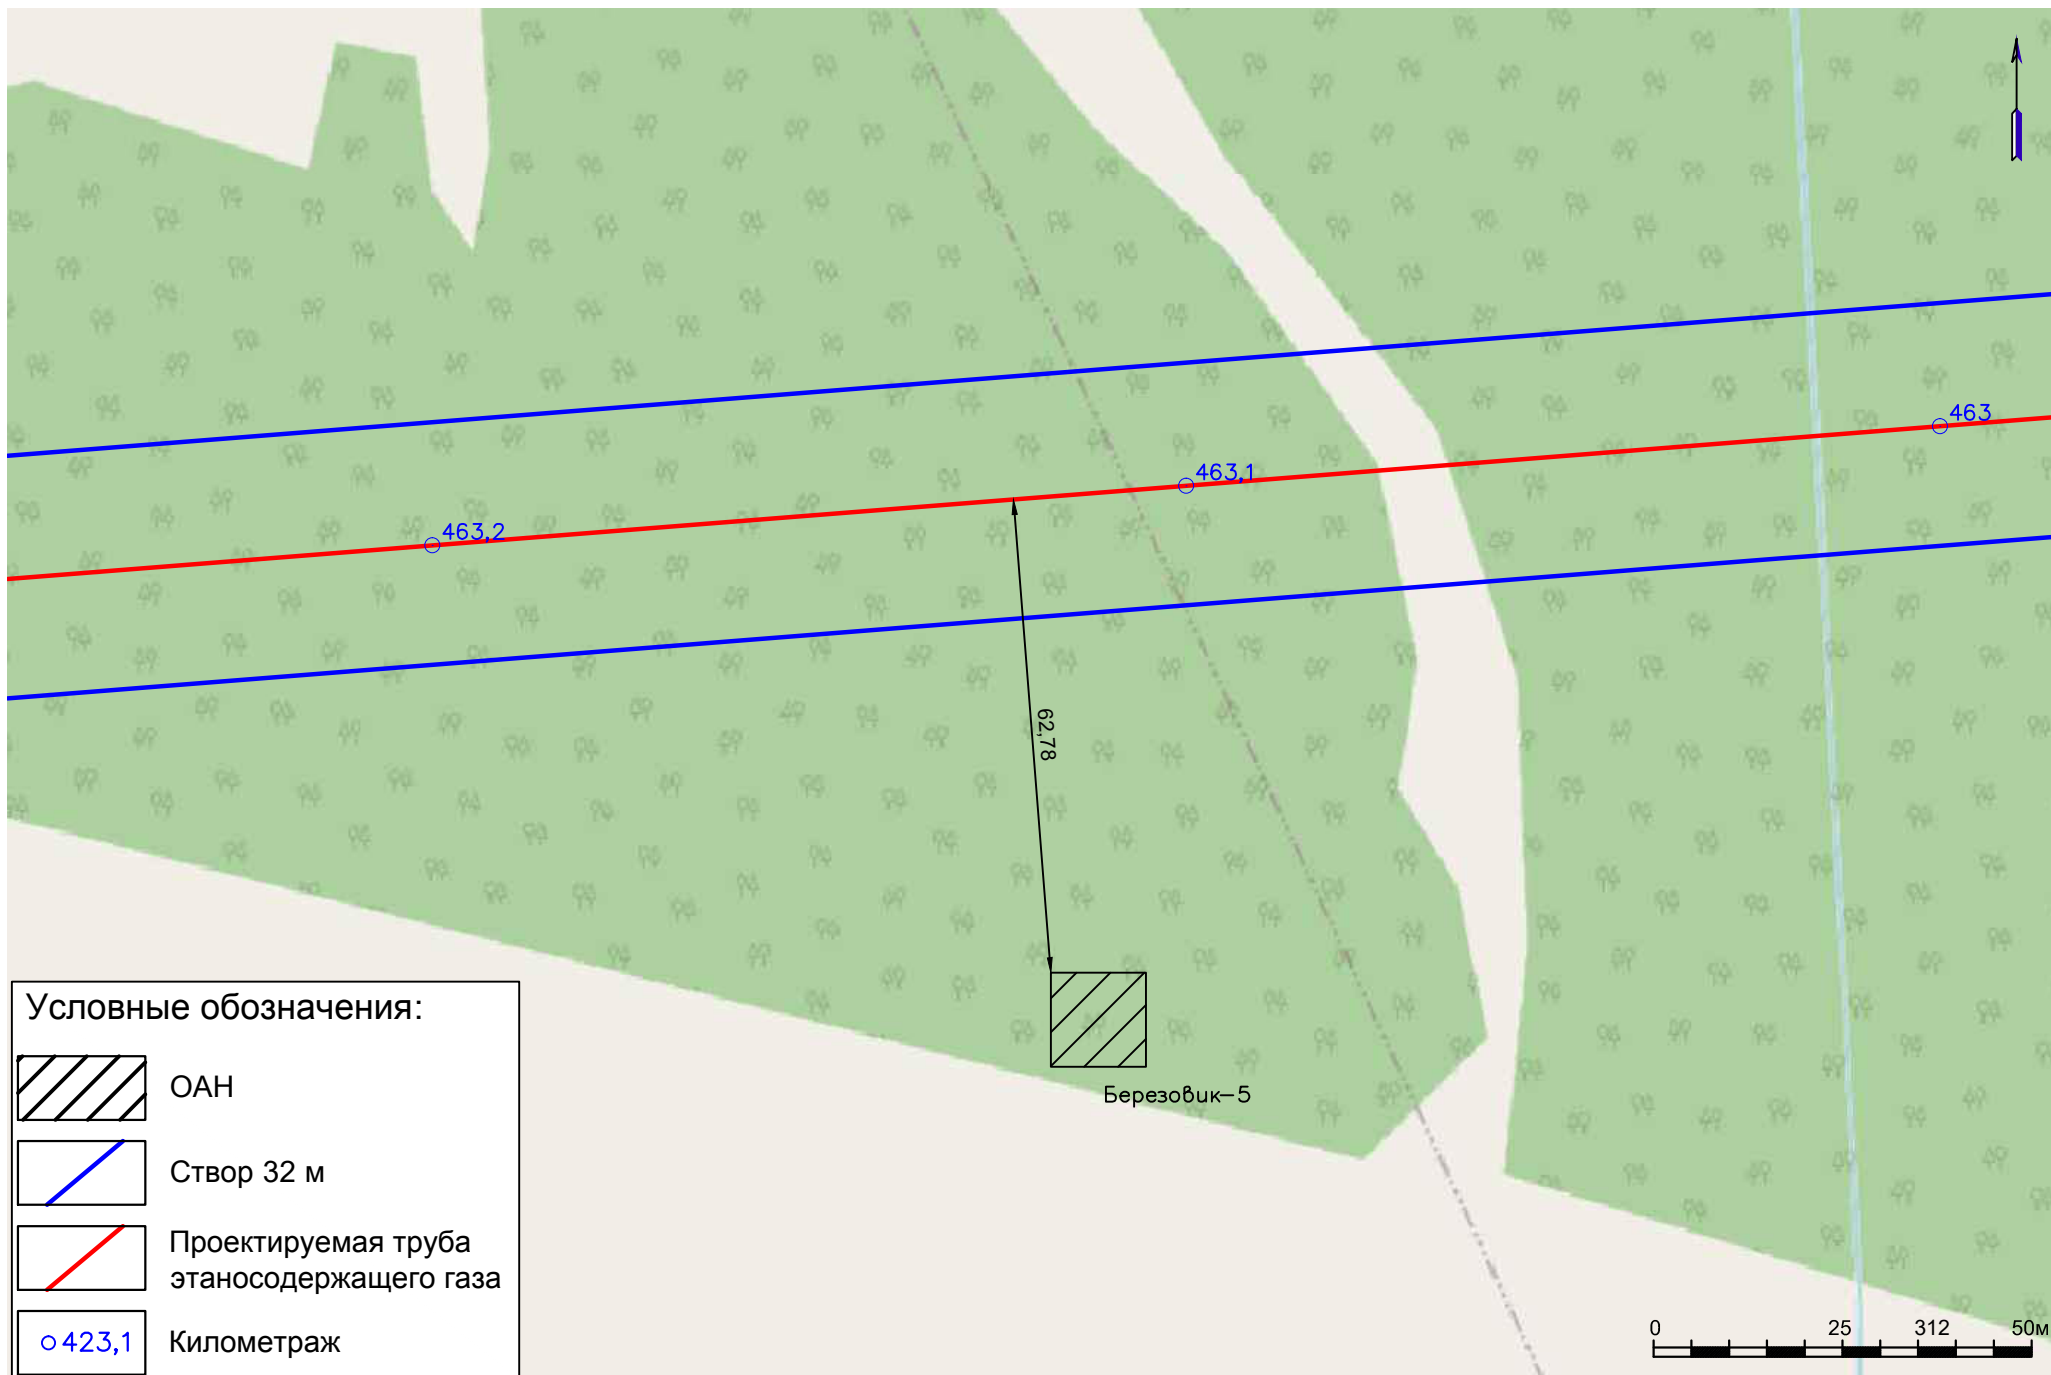 463
463,1
463,2
62,78
Березовик-5
Условные обозначения:
ОАН
Створ 32 м
Проектируемая труба
этаносодержащего газа
423,1 Километраж
0 25 312 50м